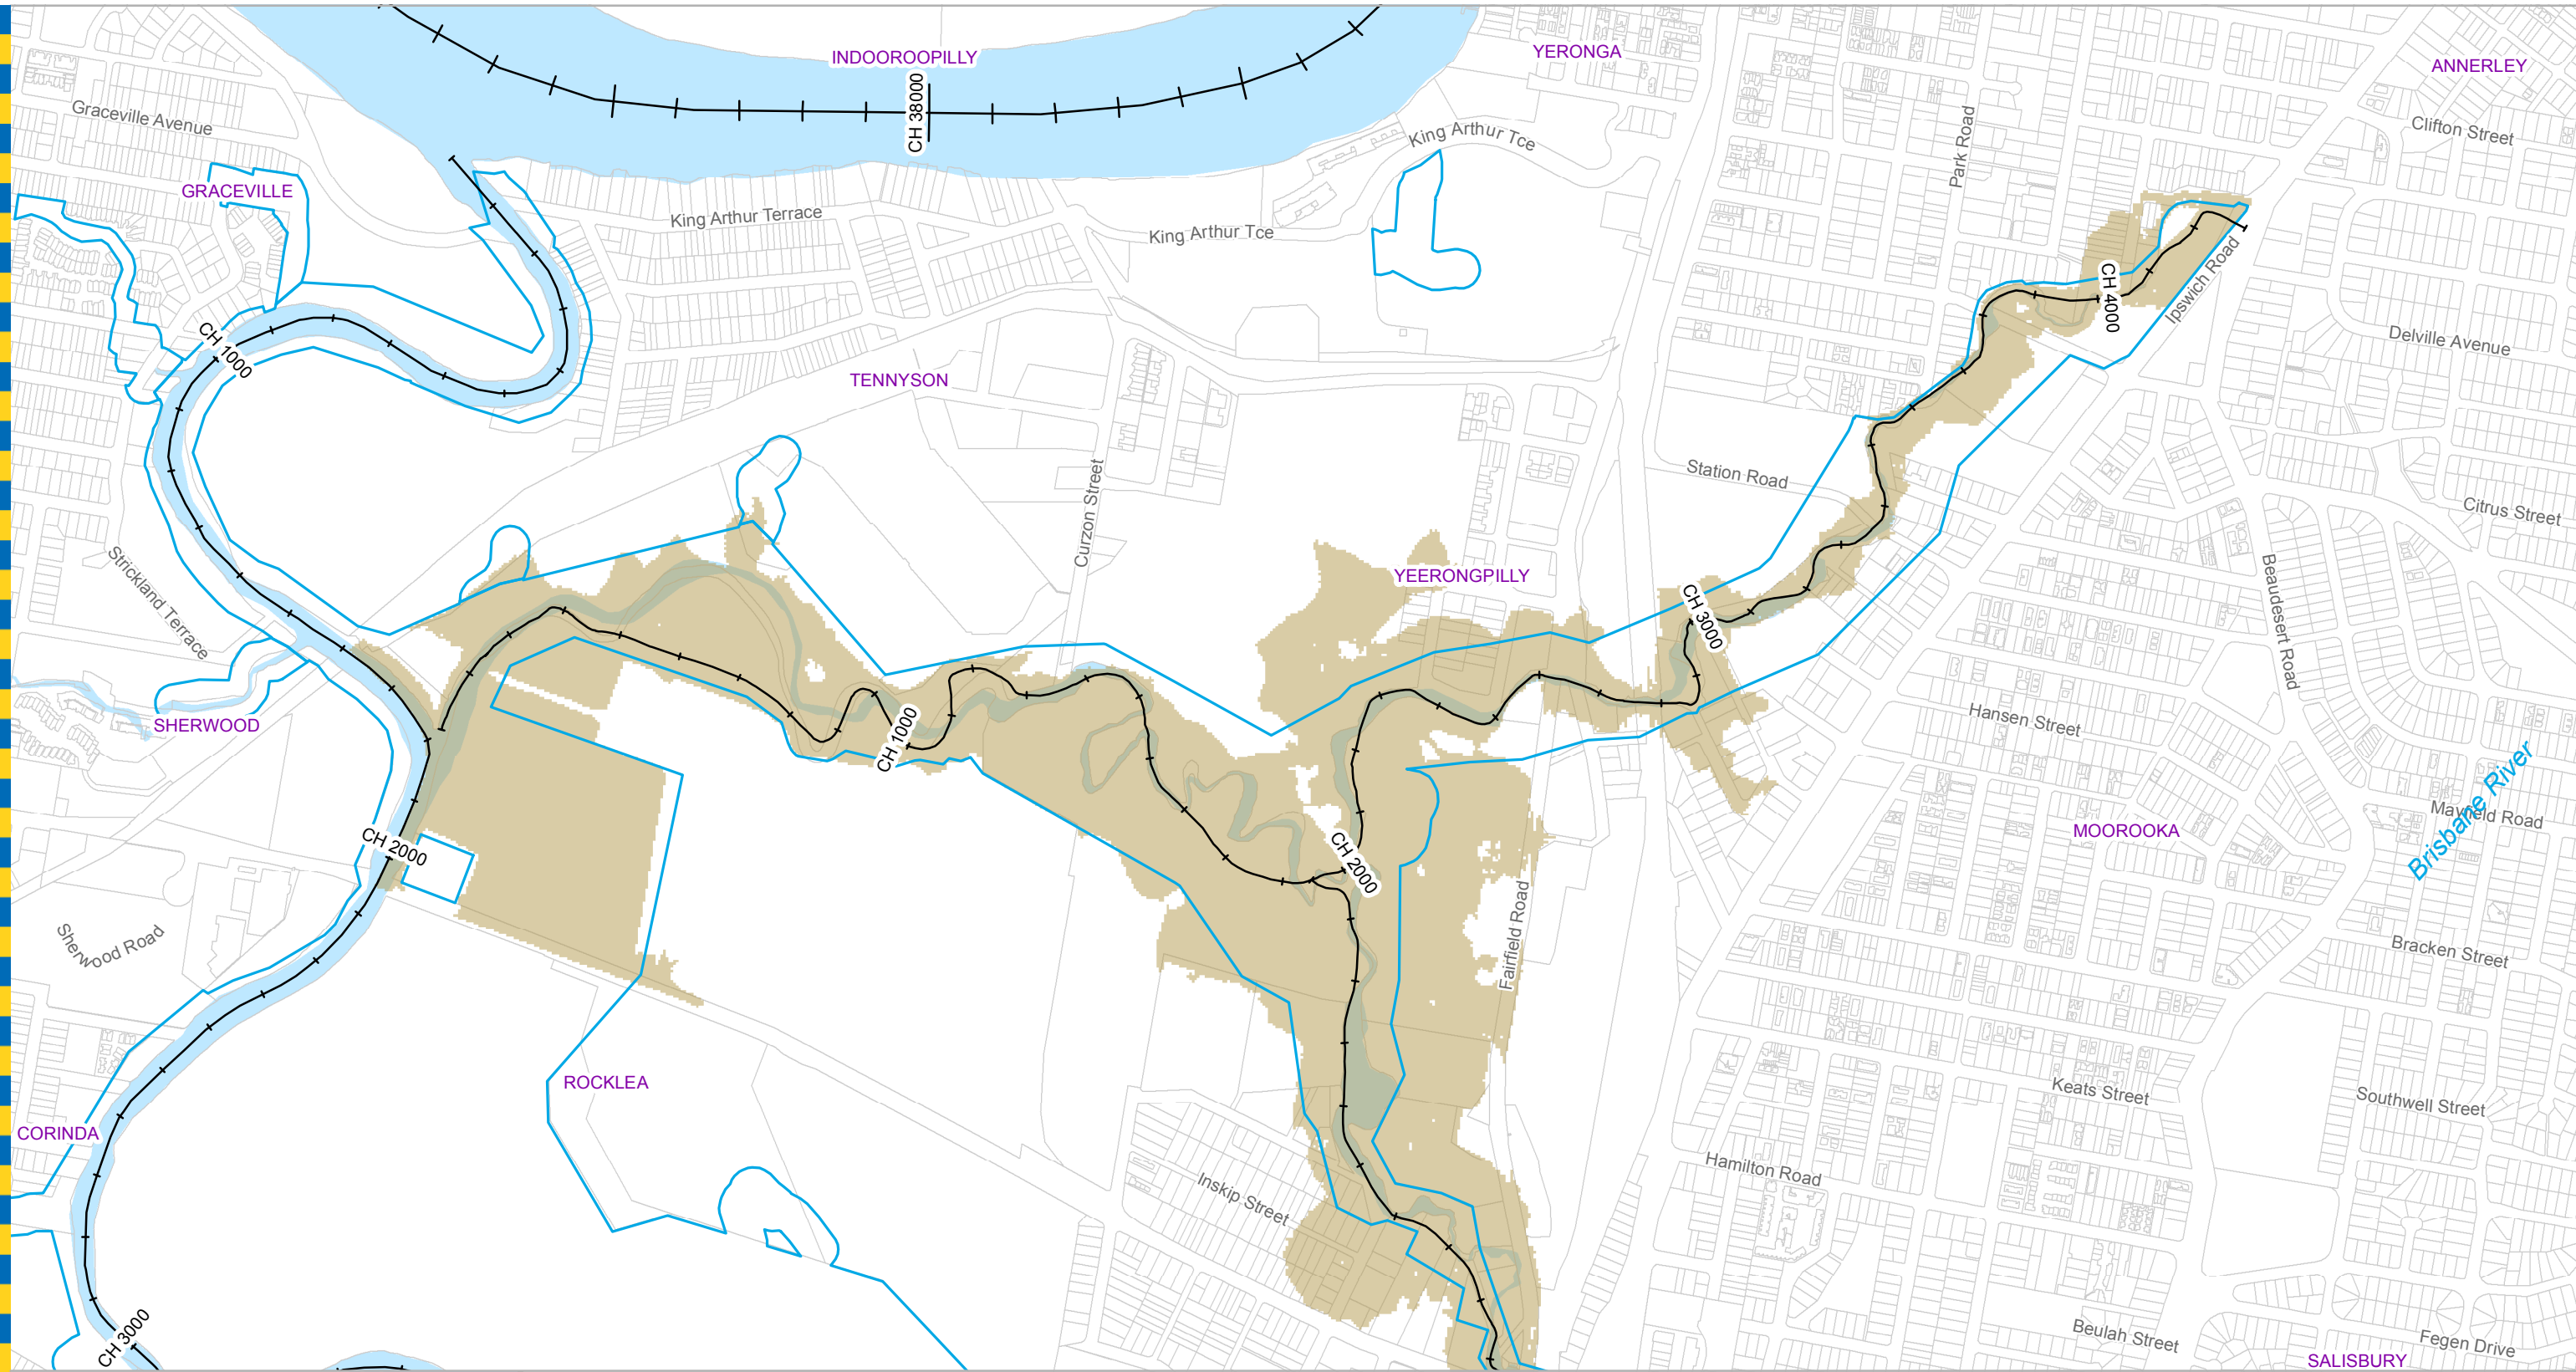 INDOOROOPILLY
YERONGA
ANNERLEY
CH 38000
Graceville Avenue
King Arthur Tce
Clifton Street
Park Road
GRACEVILLE
King Arthur Terrace
King Arthur Tce
Ipswich Road
CH 4000
CH 1000
Delville Avenue
TENNYSON
Station Road
Curzon Street
Citrus Street
Strickland Terrace
YEERONGPILLY
CH 3000
Beaudesert Road
SHERWOOD
CH 1000
Hansen Street
Brisbane River
Mayfield Road
MOOROOKA
CH 2000
CH 2000
Sherwood Road
Fairfield Road
Bracken Street
ROCKLEA
Keats Street
Southwell Street
CORINDA
Hamilton Road
Inskip Street
CH 3000
Beulah Street
Fegen Drive
SALISBURY